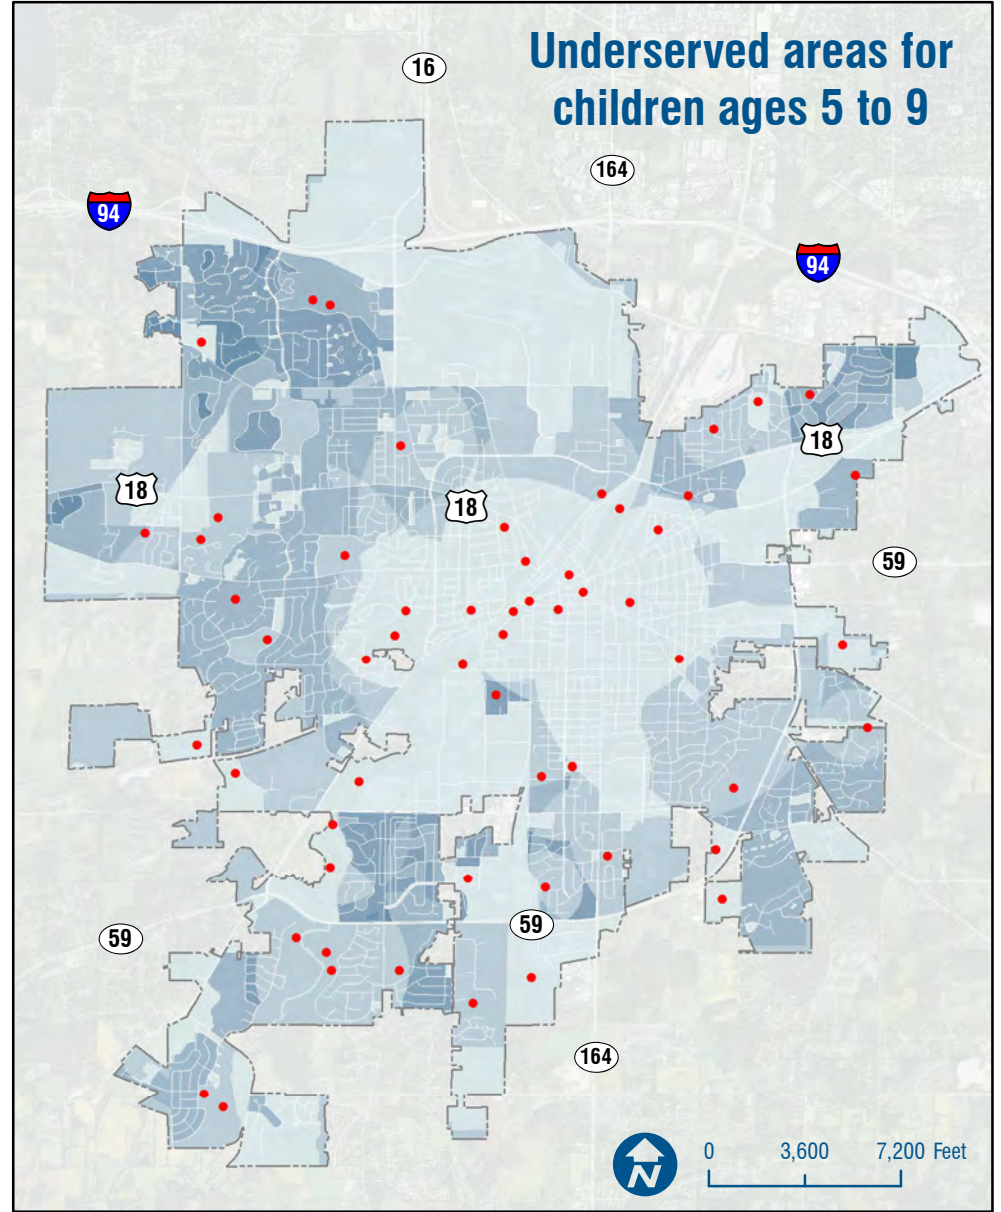 Underserved areas for
children ages 5 to 9
16
164
94
94
18
18
18
59
59
59
164
N
0 3,600 7,200 Feet